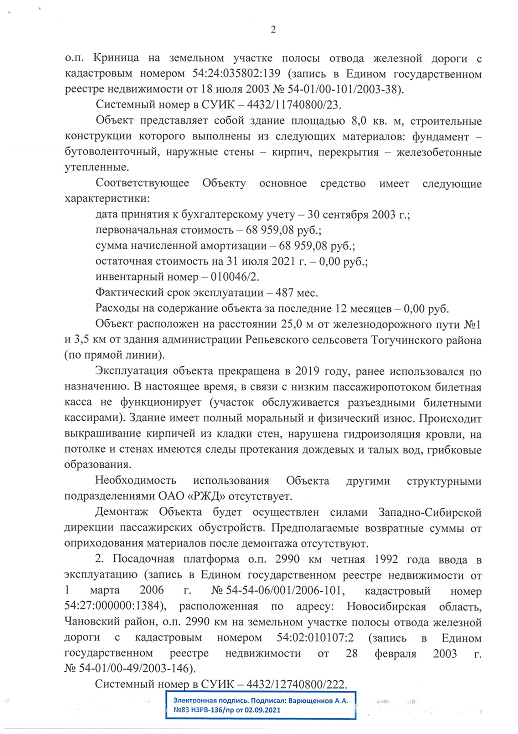 2
о.п. Криница на земельном участке полосы отвода железной дороги с
кадастровым номером 54:24:035802:139 (запись в Едином государственном
реестре недвижимости от 18 июля 2003 № 54-01/00-101/2003-38).
Системный номер в СУИК – 4432/11740800/23.
Объект представляет собой здание площадью 8,0 кв. м, строительные
конструкции которого выполнены из следующих материалов: фундамент –
бутоволенточный, наружные стены – кирпич, перекрытия – железобетонные
утепленные.
Соответствующее Объекту основное средство имеет следующие
характеристики:
дата принятия к бухгалтерскому учету – 30 сентября 2003 г.;
первоначальная стоимость – 68 959,08 руб.;
сумма начисленной амортизации – 68 959,08 руб.;
остаточная стоимость на 31 июля 2021 г. – 0,00 руб.;
инвентарный номер – 010046/2.
Фактический срок эксплуатации – 487 мес.
Расходы на содержание объекта за последние 12 месяцев – 0,00 руб.
Объект расположен на расстоянии 25,0 м от железнодорожного пути №1
и 3,5 км от здания администрации Репьевского сельсовета Тогучинского района
(по прямой линии).
Эксплуатация объекта прекращена в 2019 году, ранее использовался по
назначению. В настоящее время, в связи с низким пассажиропотоком билетная
касса не функционирует (участок обслуживается разъездными билетными
кассирами). Здание имеет полный моральный и физический износ. Происходит
выкрашивание кирпичей из кладки стен, нарушена гидроизоляция кровли, на
потолке и стенах имеются следы протекания дождевых и талых вод, грибковые
образования.
Необходимость использования Объекта другими структурными
подразделениями ОАО «РЖД» отсутствует.
Демонтаж Объекта будет осуществлен силами Западно-Сибирской
дирекции пассажирских обустройств. Предполагаемые возвратные суммы от
оприходования материалов после демонтажа отсутствуют.
2. Посадочная платформа о.п. 2990 км четная 1992 года ввода в
эксплуатацию (запись в Едином государственном реестре недвижимости от
1 марта 2006 г. № 54-54-06/001/2006-101, кадастровый номер
54:27:000000:1384), расположенная по адресу: Новосибирская область,
Чановский район, о.п. 2990 км на земельном участке полосы отвода железной
дороги с кадастровым номером 54:02:010107:2 (запись в Едином
государственном реестре недвижимости от 28 февраля 2003 г.
№ 54-01/00-49/2003-146).
Системный номер в СУИК – 4432/12740800/222.
Электронная подпись. Подписал: Варющенков А.А.
№83 НЗРВ-136/пр от 02.09.2021